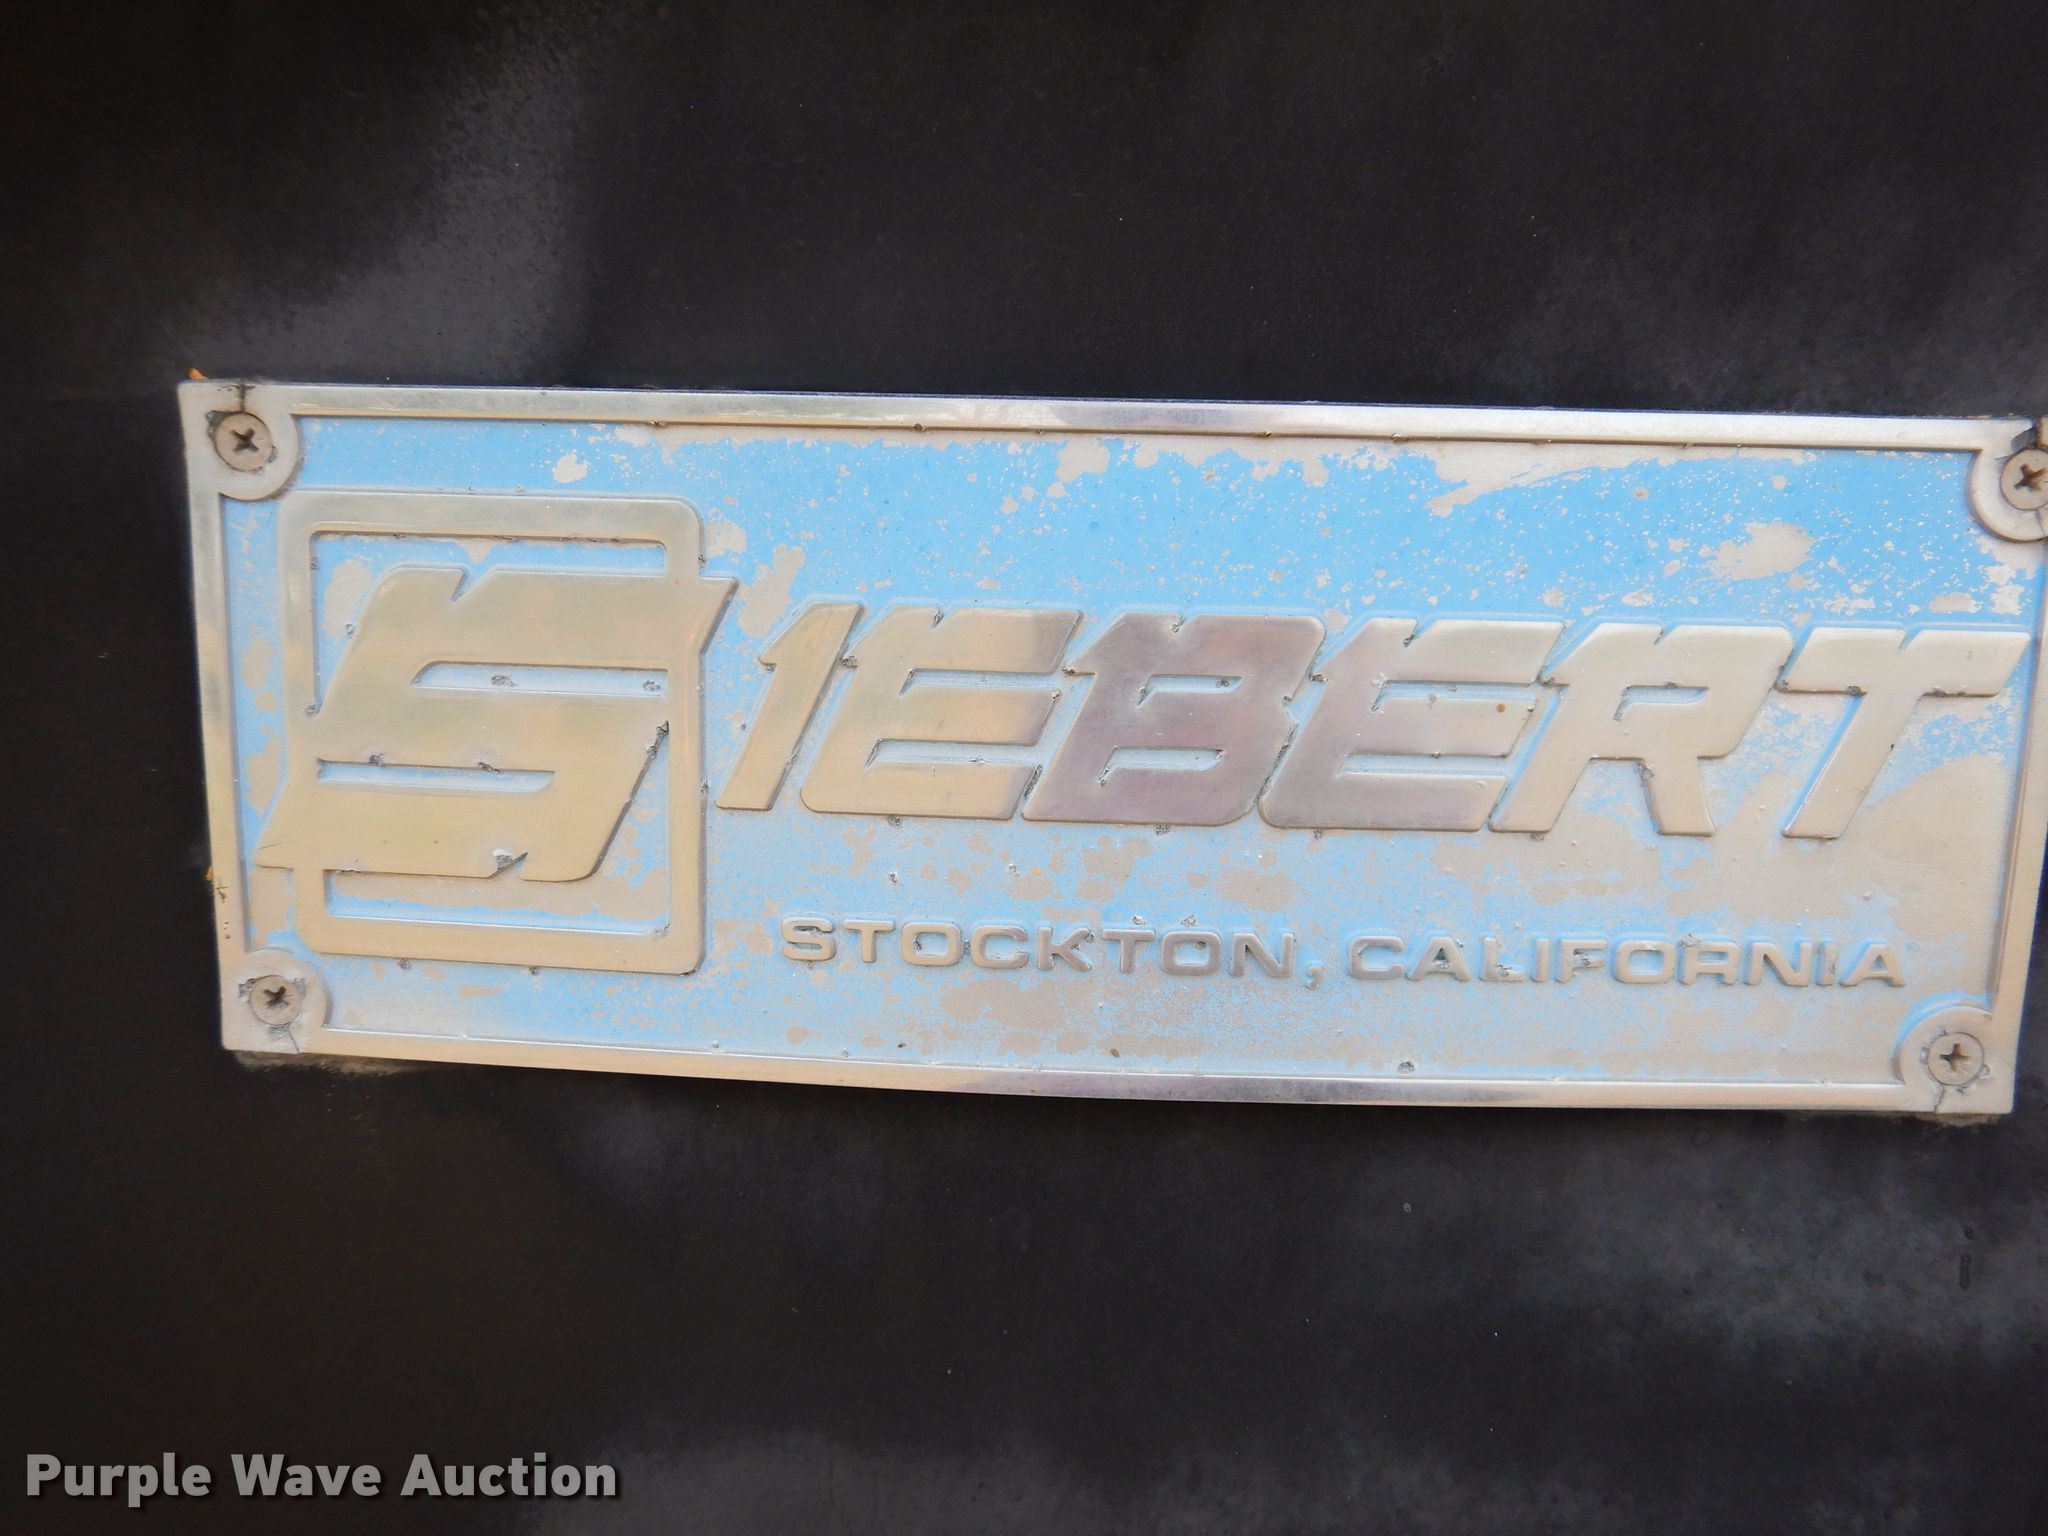 SIEBERT
STOCKTON, CALIFORNIA
Purple Wave Auction